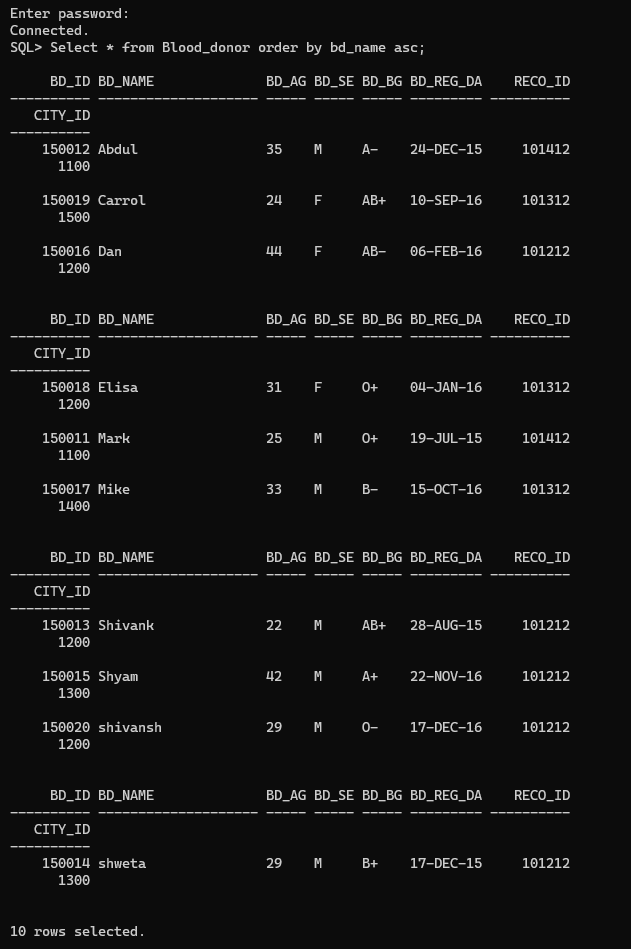 Enter password:
Connected.
SQL> Select * from Blood_donor order by bd_name asc;

     BD_ID BD_NAME              BD_AG BD_SE BD_BG BD_REG_DA    RECO_ID
---------- -------------------- ----- ----- ----- --------- ----------
   CITY_ID
----------
    150012 Abdul                35    M     A-    24-DEC-15     101412
      1100

    150019 Carrol               24    F     AB+   10-SEP-16     101312
      1500

    150016 Dan                  44    F     AB-   06-FEB-16     101212
      1200


     BD_ID BD_NAME              BD_AG BD_SE BD_BG BD_REG_DA    RECO_ID
---------- -------------------- ----- ----- ----- --------- ----------
   CITY_ID
----------
    150018 Elisa                31    F     O+    04-JAN-16     101312
      1200

    150011 Mark                 25    M     O+    19-JUL-15     101412
      1100

    150017 Mike                 33    M     B-    15-OCT-16     101312
      1400


     BD_ID BD_NAME              BD_AG BD_SE BD_BG BD_REG_DA    RECO_ID
---------- -------------------- ----- ----- ----- --------- ----------
   CITY_ID
----------
    150013 Shivank              22    M     AB+   28-AUG-15     101212
      1200

    150015 Shyam                42    M     A+    22-NOV-16     101212
      1300

    150020 shivansh             29    M     O-    17-DEC-16     101212
      1200


     BD_ID BD_NAME              BD_AG BD_SE BD_BG BD_REG_DA    RECO_ID
---------- -------------------- ----- ----- ----- --------- ----------
   CITY_ID
----------
    150014 shweta               29    M     B+    17-DEC-15     101212
      1300


10 rows selected.